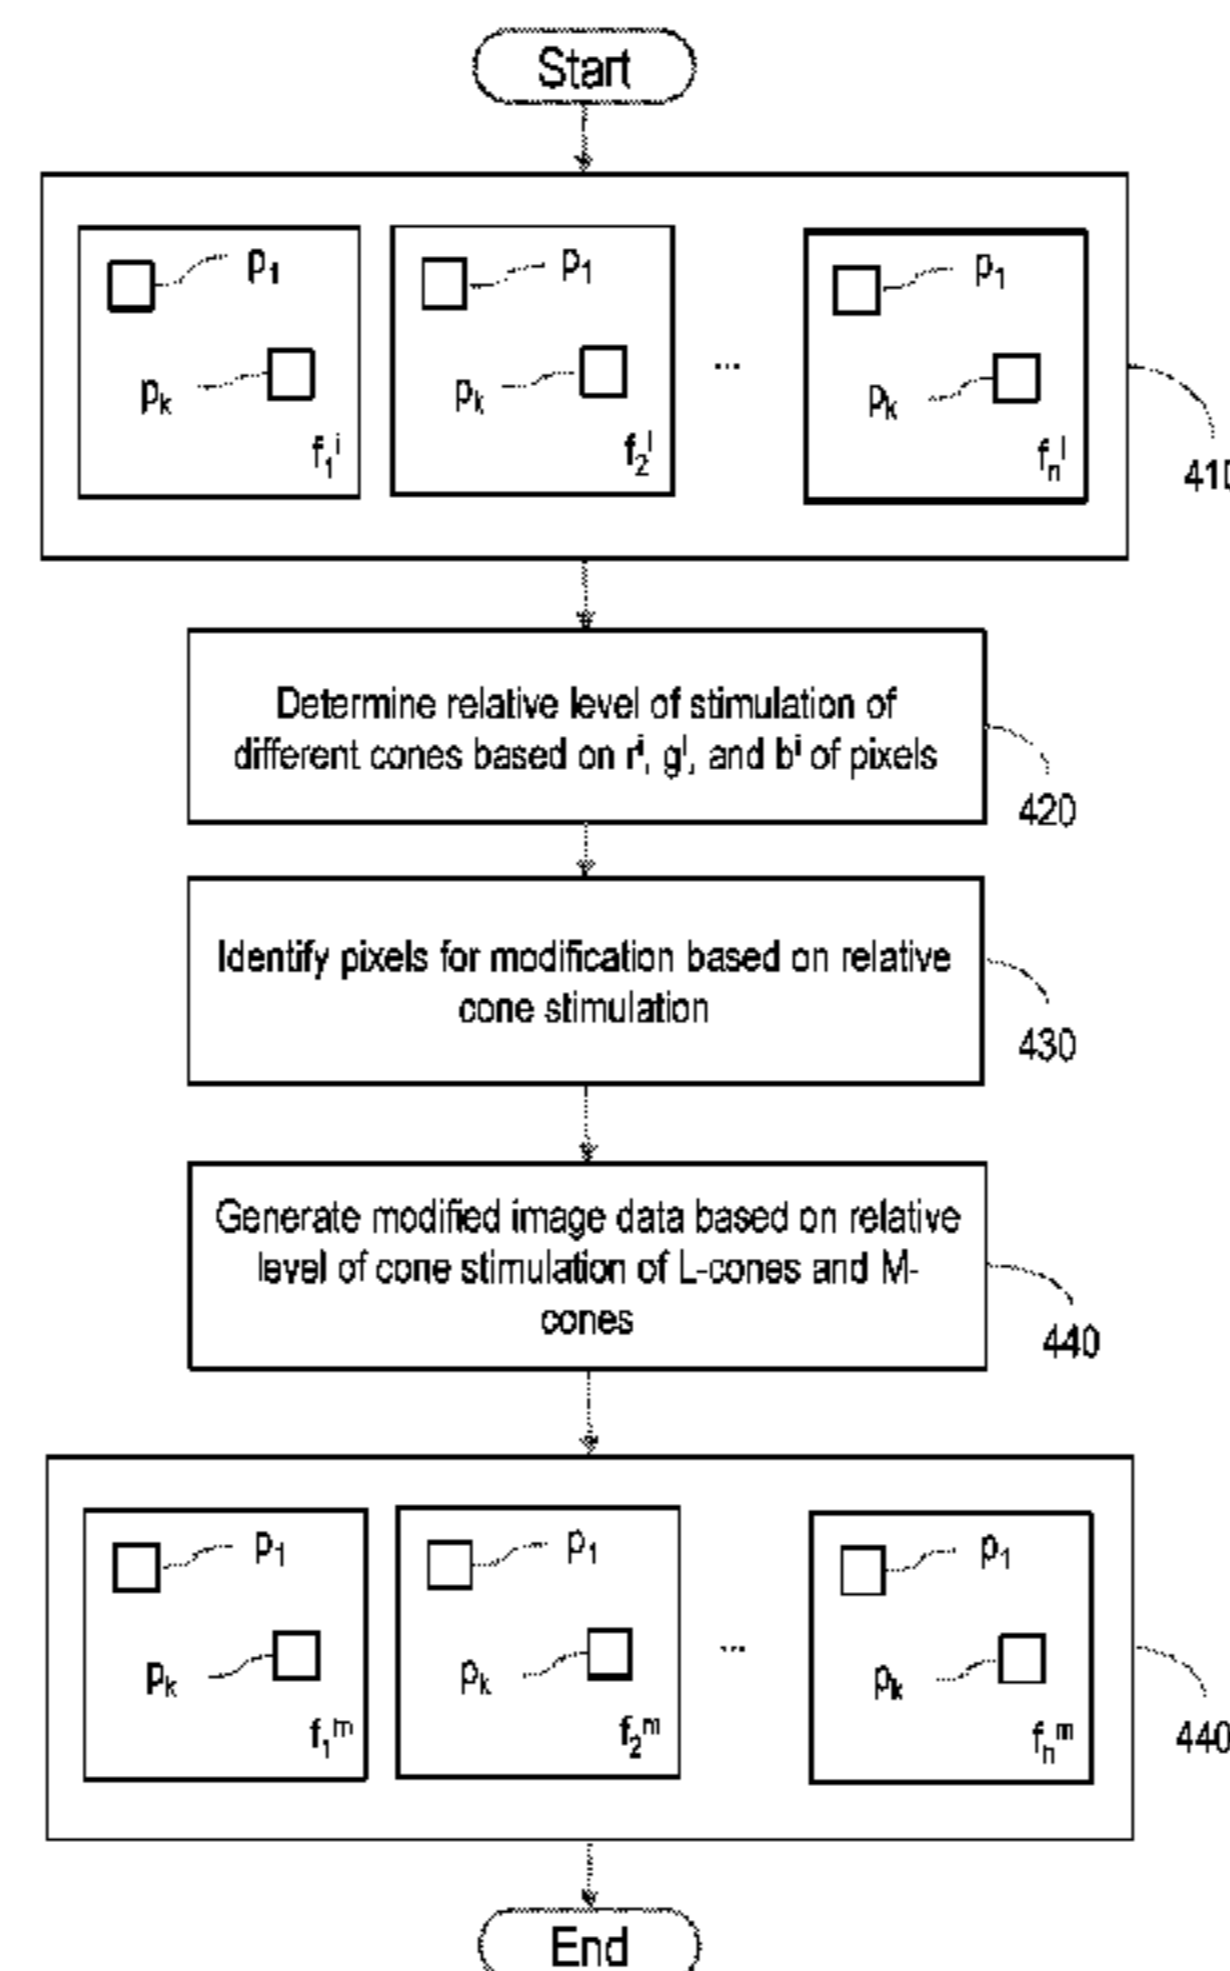 Start
p₁ p₁ p₁
pₖ pₖ ... pₖ
f₁ⁱ f₂ⁱ fₙⁱ
410
Determine relative level of stimulation of
different cones based on rⁱ, gⁱ, and bⁱ of pixels
420
Identify pixels for modification based on relative
cone stimulation
430
Generate modified image data based on relative
level of cone stimulation of L-cones and M-
cones
440
p₁ p₁ p₁
pₖ pₖ ... pₖ
f₁ᵐ f₂ᵐ fₙᵐ
440
End